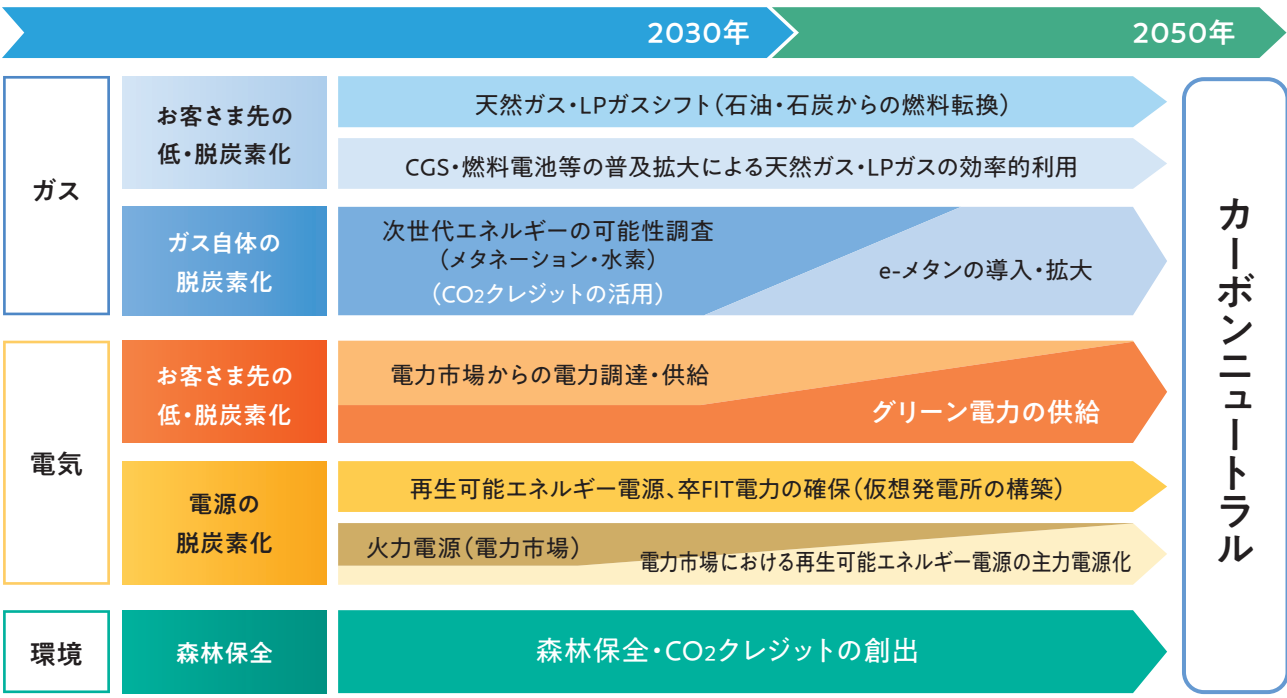 2030年
2050年
ガス
お客さま先の
低・脱炭素化
天然ガス・LPガスシフト（石油・石炭からの燃料転換）
CGS・燃料電池等の普及拡大による天然ガス・LPガスの効率的利用
ガス自体の
脱炭素化
次世代エネルギーの可能性調査
（メタネーション・水素）
（CO2クレジットの活用）
e-メタンの導入・拡大
電気
お客さま先の
低・脱炭素化
電力市場からの電力調達・供給
グリーン電力の供給
電源の
脱炭素化
再生可能エネルギー電源、卒FIT電力の確保（仮想発電所の構築）
火力電源（電力市場）
電力市場における再生可能エネルギー電源の主力電源化
環境
森林保全
森林保全・CO2クレジットの創出
カーボンニュートラル